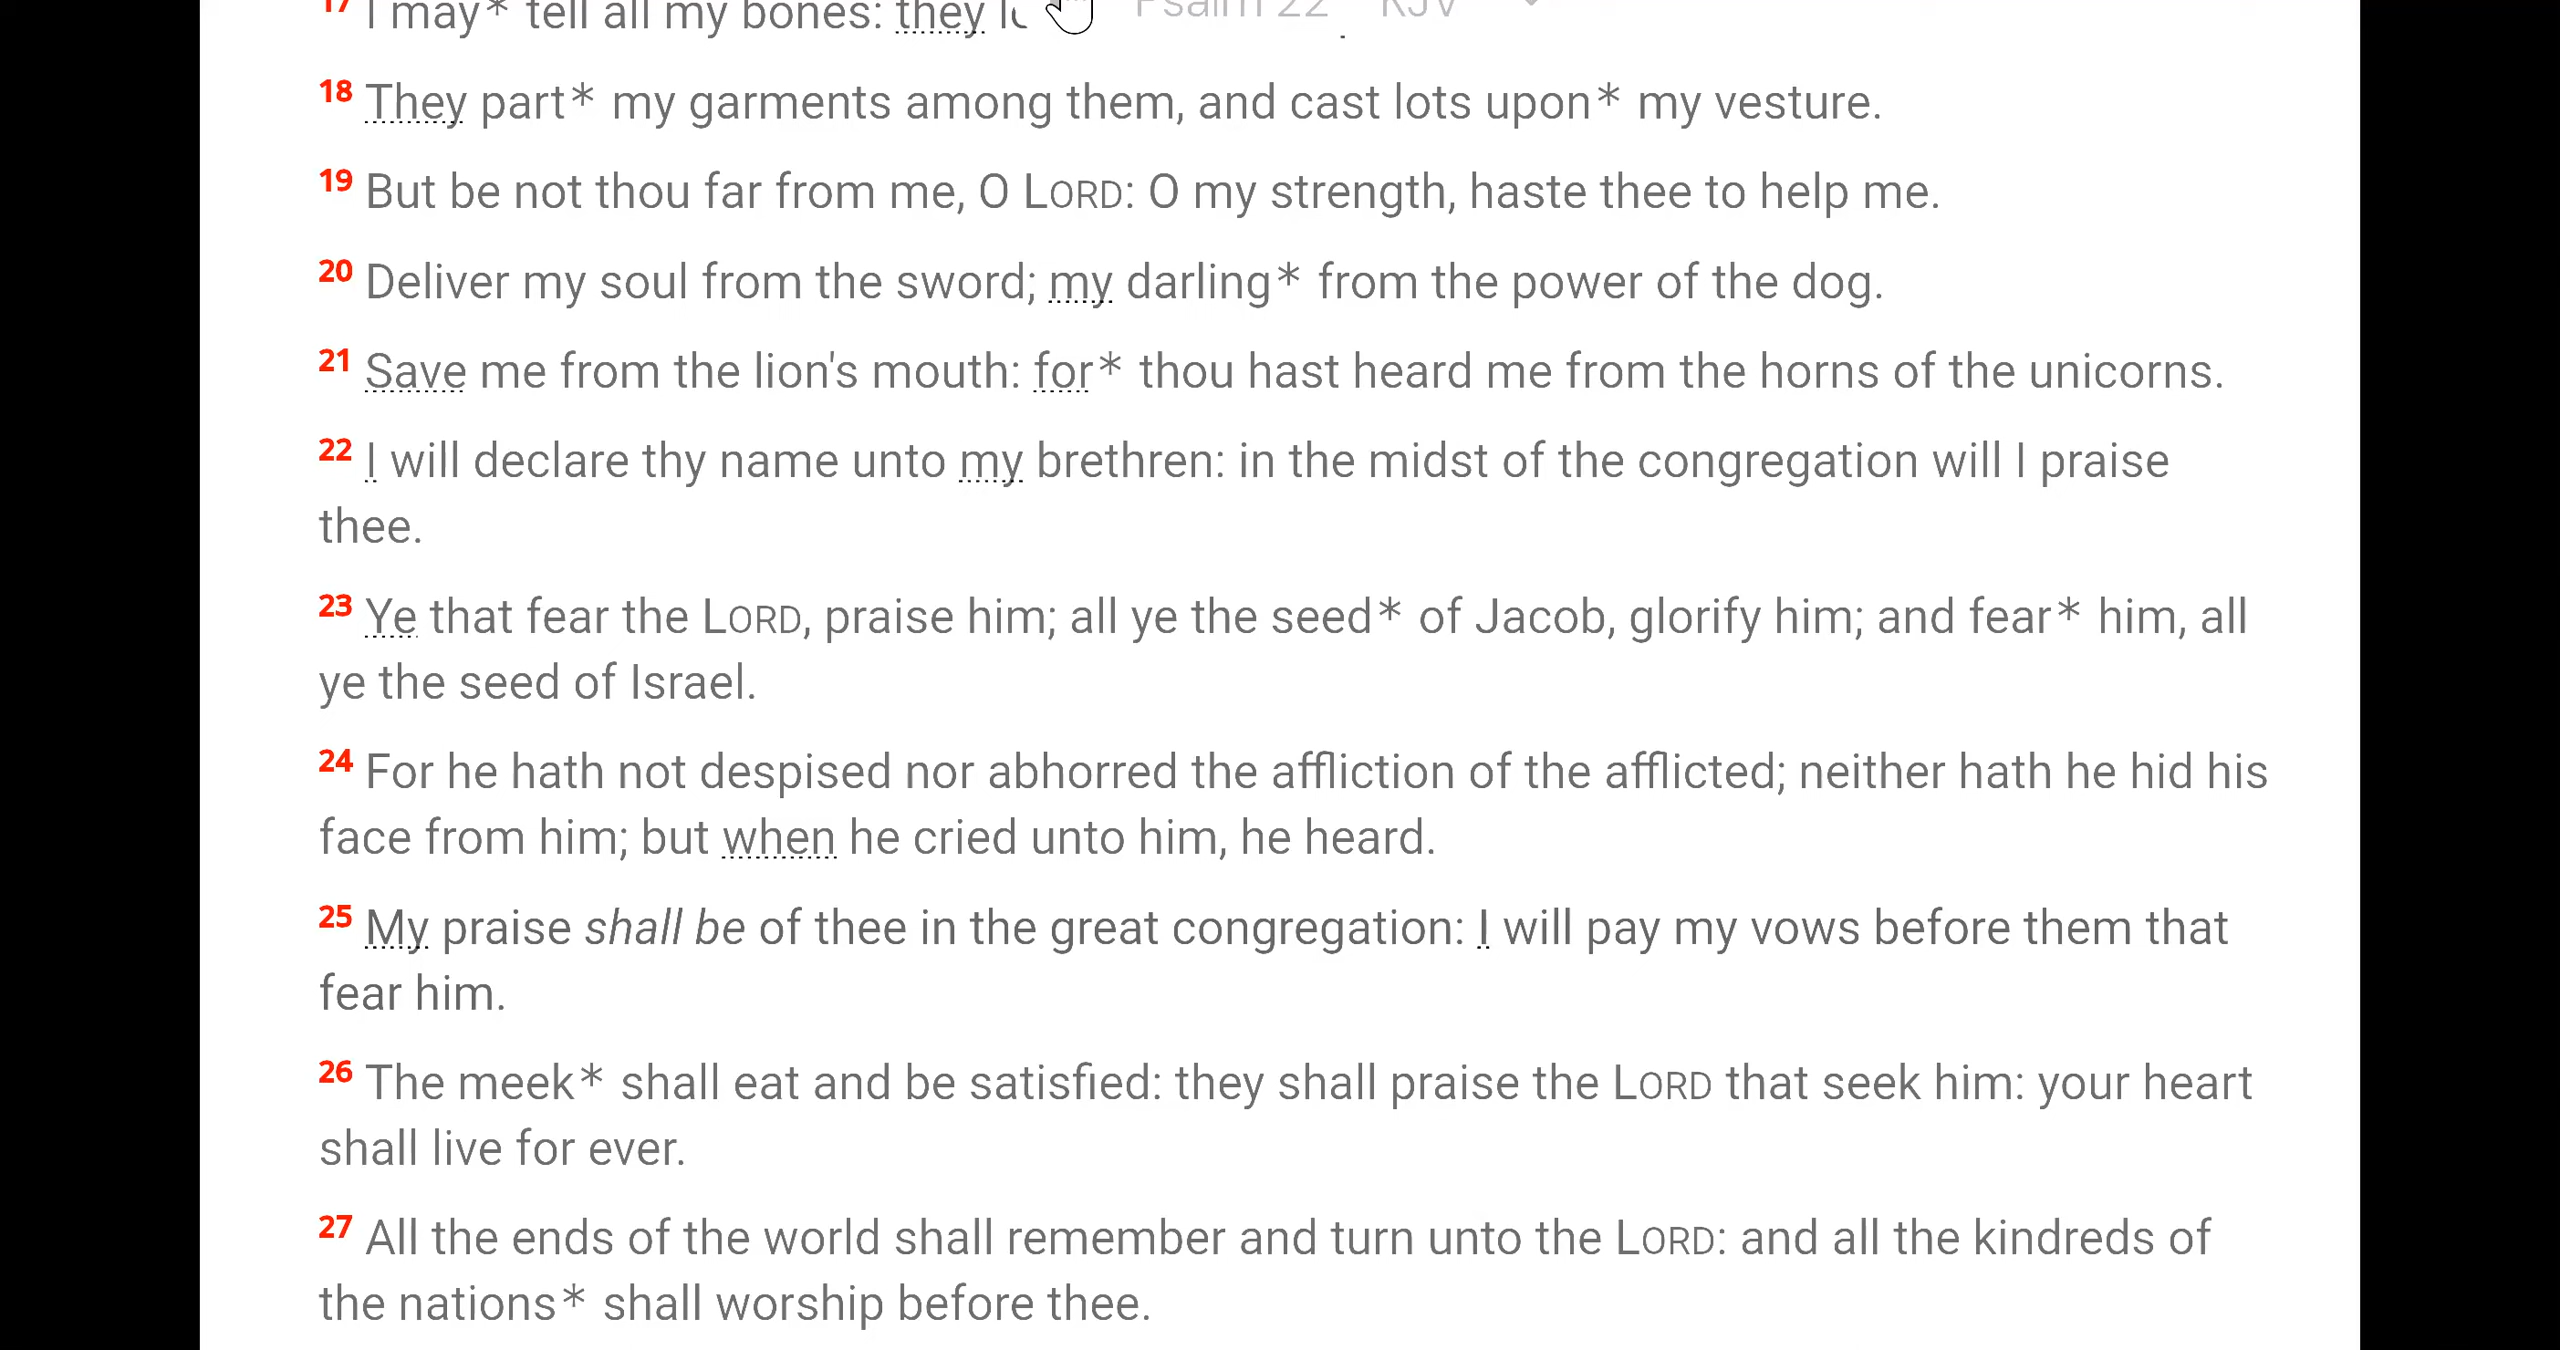 17 I may* tell all my bones: they Psalm 22 KJV
18 They part* my garments among them, and cast lots upon* my vesture.
19 But be not thou far from me, O LORD: O my strength, haste thee to help me.
20 Deliver my soul from the sword; my darling* from the power of the dog.
21 Save me from the lion's mouth: for* thou hast heard me from the horns of the unicorns.
22 I will declare thy name unto my brethren: in the midst of the congregation will I praise
thee.
23 Ye that fear the LORD, praise him; all ye the seed* of Jacob, glorify him; and fear* him, all
ye the seed of Israel.
24 For he hath not despised nor abhorred the affliction of the afflicted; neither hath he hid his
face from him; but when he cried unto him, he heard.
25 My praise shall be of thee in the great congregation: I will pay my vows before them that
fear him.
26 The meek* shall eat and be satisfied: they shall praise the LORD that seek him: your heart
shall live for ever.
27 All the ends of the world shall remember and turn unto the LORD: and all the kindreds of
the nations* shall worship before thee.